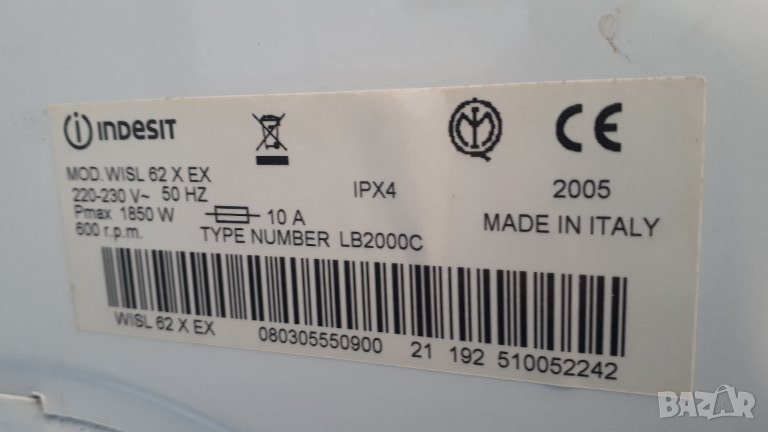 indesit
MOD. WISL 62 X EX
220-230 V~ 50 HZ
Pmax 1850 W 10 A
600 r.p.m.
TYPE NUMBER LB2000C
IPX4
CE
2005
MADE IN ITALY
WISL 62 X EX 080305550900 21 192 510052242
BAZAR